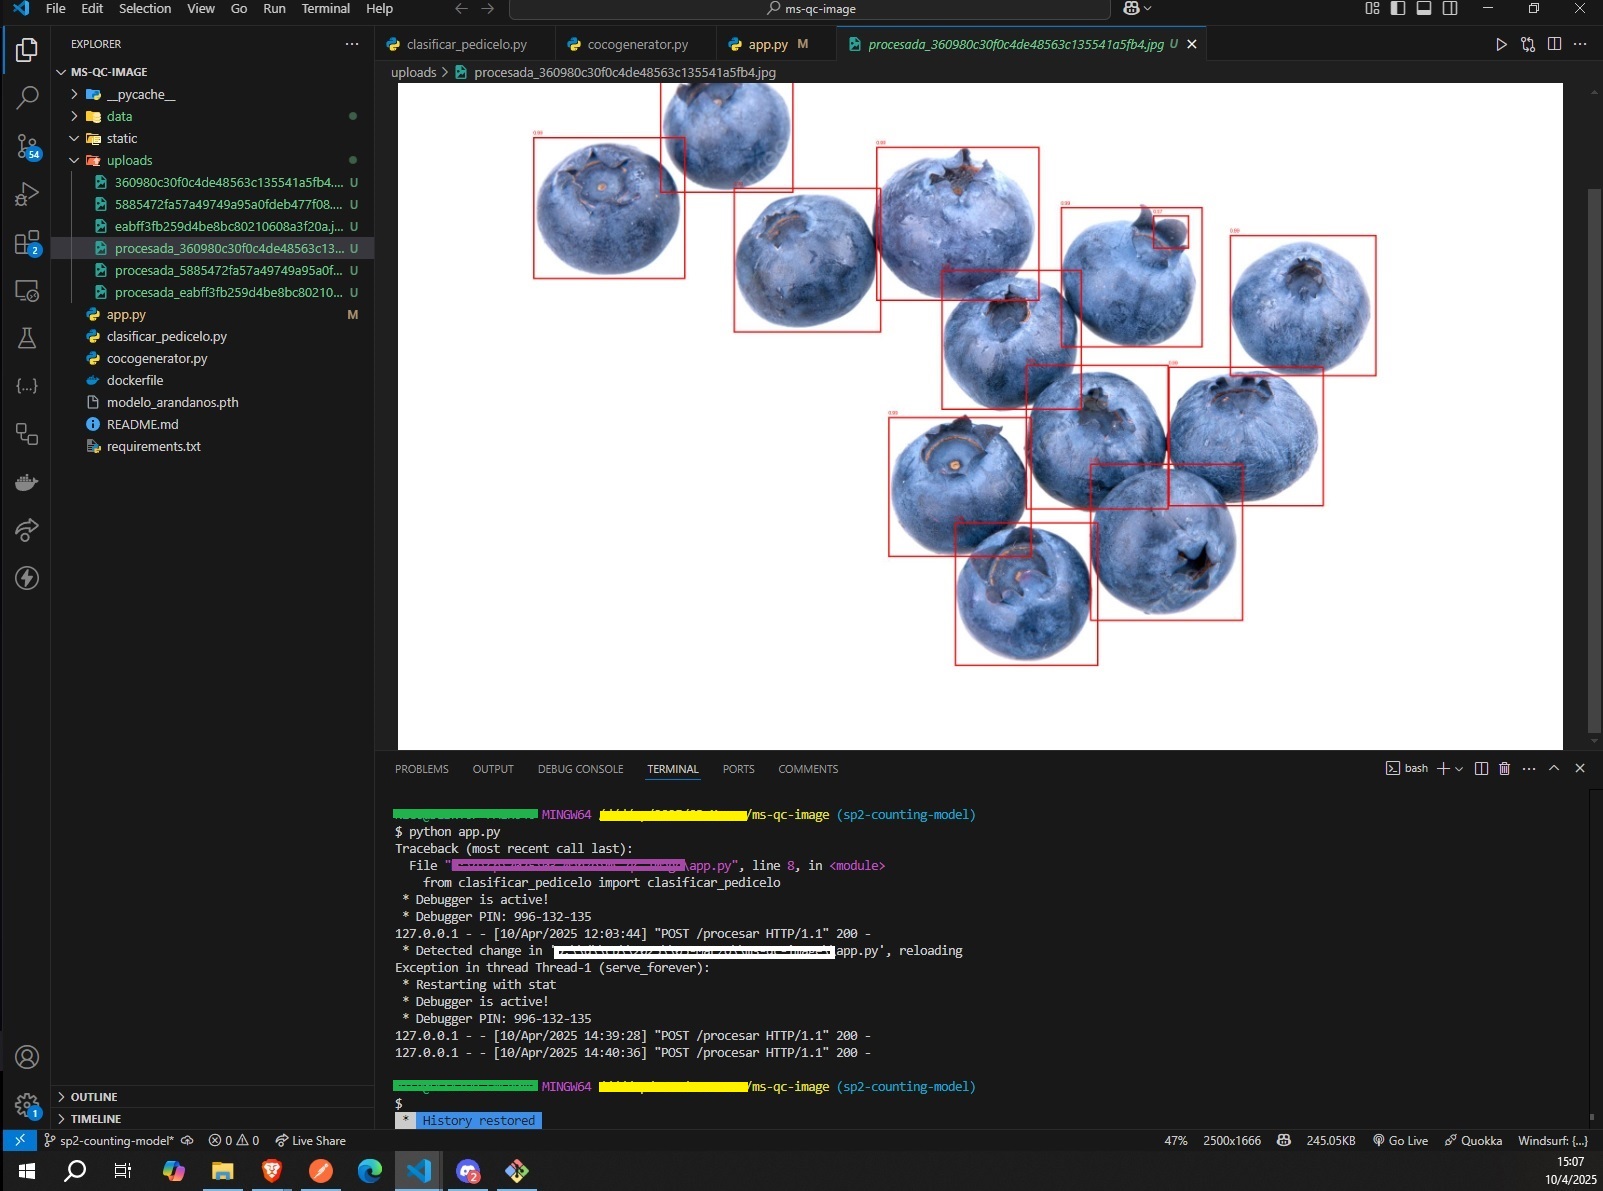 File Edit Selection View Go Run Terminal Help
ms-qc-image
EXPLORER
MS-QC-IMAGE
__pycache__
data
static
uploads
360980c30f0c4de48563c135541a5fb4.... U
5885472fa57a49749a95a0fdeb477f08.... U
eabff3fb259d4be8bc80210608a3f20a.j... U
procesada_360980c30f0c4de48563c13... U
procesada_5885472fa57a49749a95a0f... U
procesada_eabff3fb259d4be8bc80210... U
app.py M
clasificar_pedicelo.py
cocogenerator.py
dockerfile
modelo_arandanos.pth
README.md
requirements.txt
OUTLINE
TIMELINE
54
2
1
clasificar_pedicelo.py
cocogenerator.py
app.py M
procesada_360980c30f0c4de48563c135541a5fb4.jpg U
uploads > procesada_360980c30f0c4de48563c135541a5fb4.jpg
PROBLEMS OUTPUT DEBUG CONSOLE TERMINAL PORTS COMMENTS
bash
MINGW64 /ms-qc-image (sp2-counting-model)
$ python app.py
Traceback (most recent call last):
File "\app.py", line 8, in <module>
from clasificar_pedicelo import clasificar_pedicelo
* Debugger is active!
* Debugger PIN: 996-132-135
127.0.0.1 - - [10/Apr/2025 12:03:44] "POST /procesar HTTP/1.1" 200 -
* Detected change in 'app.py', reloading
Exception in thread Thread-1 (serve_forever):
* Restarting with stat
* Debugger is active!
* Debugger PIN: 996-132-135
127.0.0.1 - - [10/Apr/2025 14:39:28] "POST /procesar HTTP/1.1" 200 -
127.0.0.1 - - [10/Apr/2025 14:40:36] "POST /procesar HTTP/1.1" 200 -
MINGW64 /ms-qc-image (sp2-counting-model)
$
* History restored
sp2-counting-model* 0 0 Live Share
47% 2500x1666 245.05KB Go Live Quokka Windsurf: {...}
2
15:07
10/4/2025